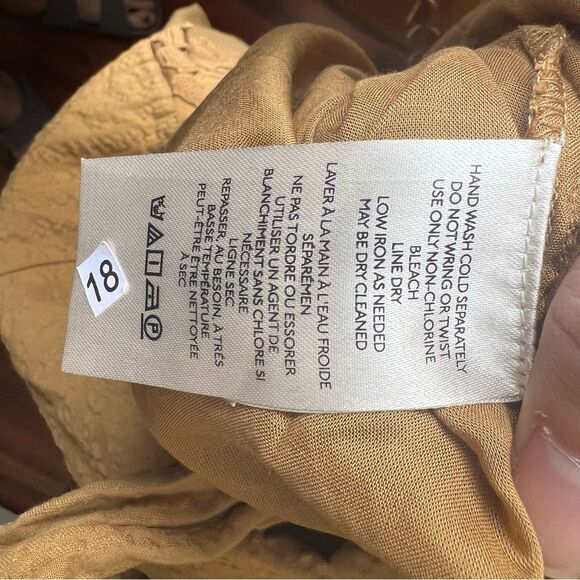 HAND WASH COLD SEPARATELY
DO NOT WRING OR TWIST
USE ONLY NON-CHLORINE
BLEACH
LINE DRY
LOW IRON AS NEEDED
MAY BE DRY CLEANED
LAVER À LA MAIN À L'EAU FROIDE
SÉPARÉMEN
NE PAS TORDRE OU ESSORER
UTILISER UN AGENT DE
BLANCHIMENT SANS CHLORE SI
NÉCESSAIRE
LIGNE SEC
REPASSER, AU BESOIN, À TRÈS
BASSE TEMPÉRATURE
PEUT-ÊTRE ÊTRE NETTOYÉE
À SEC
P
18